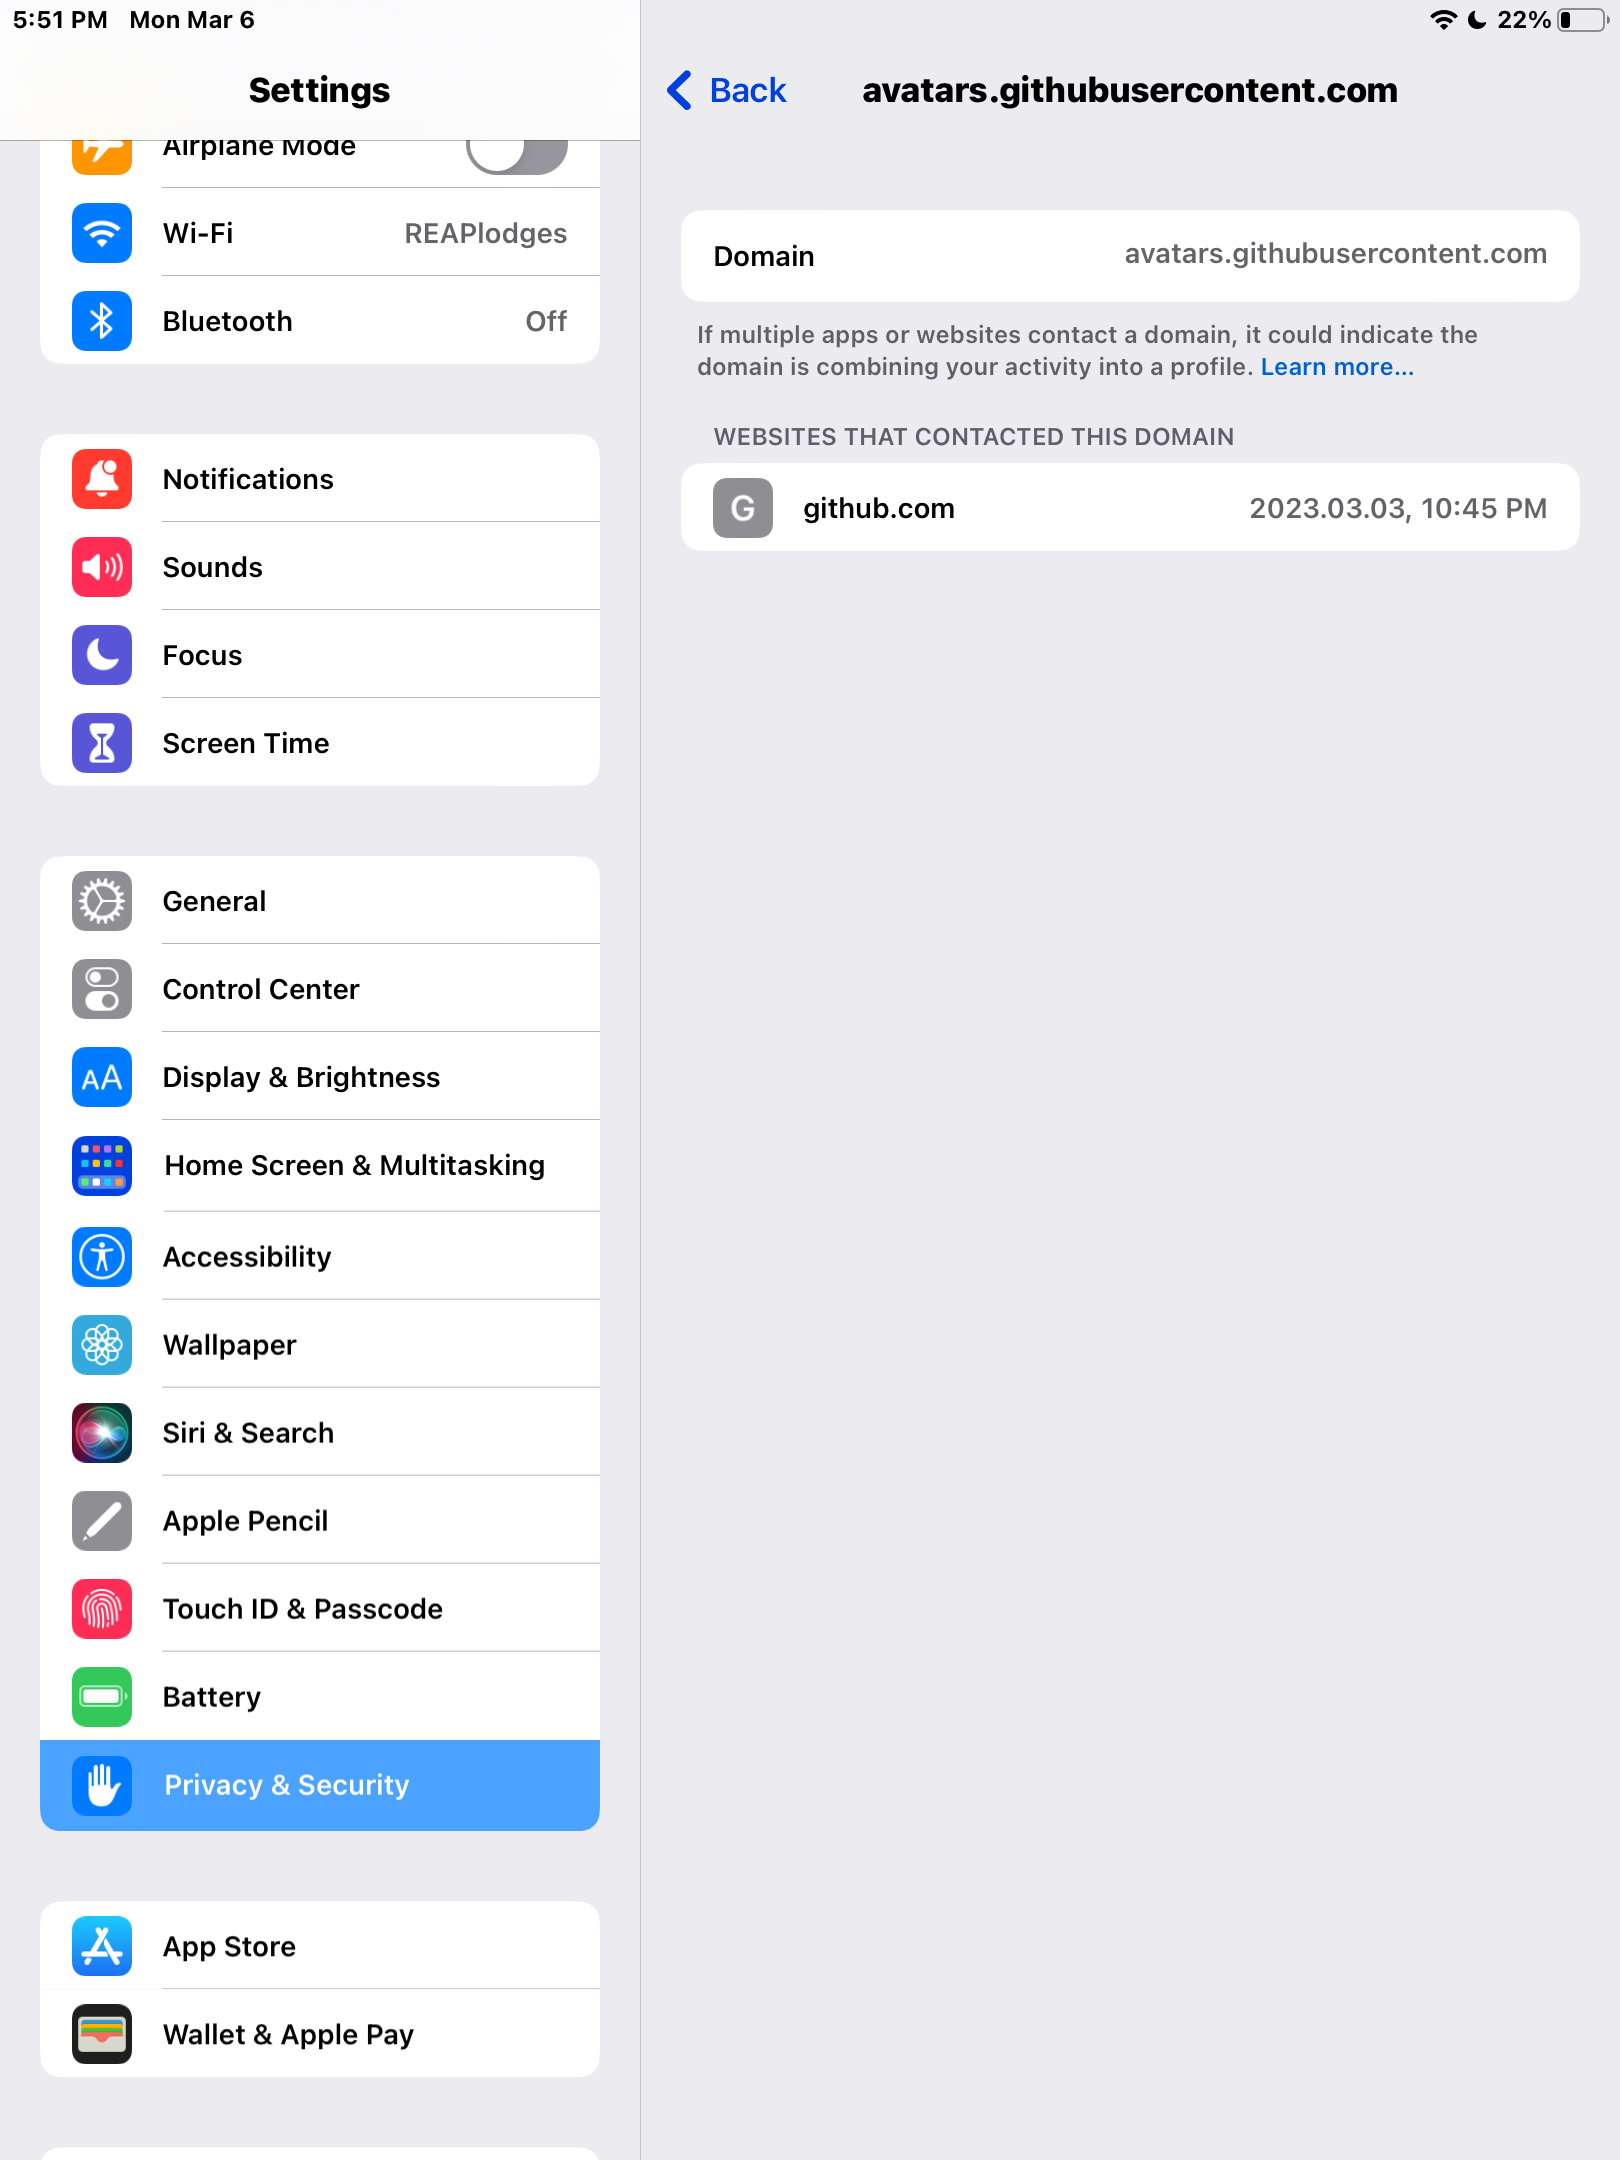 5:51 PM Mon Mar 6
22%
Settings
Airplane Mode
Wi-Fi REAPlodges
Bluetooth Off
Notifications
Sounds
Focus
Screen Time
General
Control Center
AA Display & Brightness
Home Screen & Multitasking
Accessibility
Wallpaper
Siri & Search
Apple Pencil
Touch ID & Passcode
Battery
Privacy & Security
App Store
Wallet & Apple Pay
Back avatars.githubusercontent.com
Domain avatars.githubusercontent.com
If multiple apps or websites contact a domain, it could indicate the
domain is combining your activity into a profile. Learn more...
WEBSITES THAT CONTACTED THIS DOMAIN
G github.com 2023.03.03, 10:45 PM